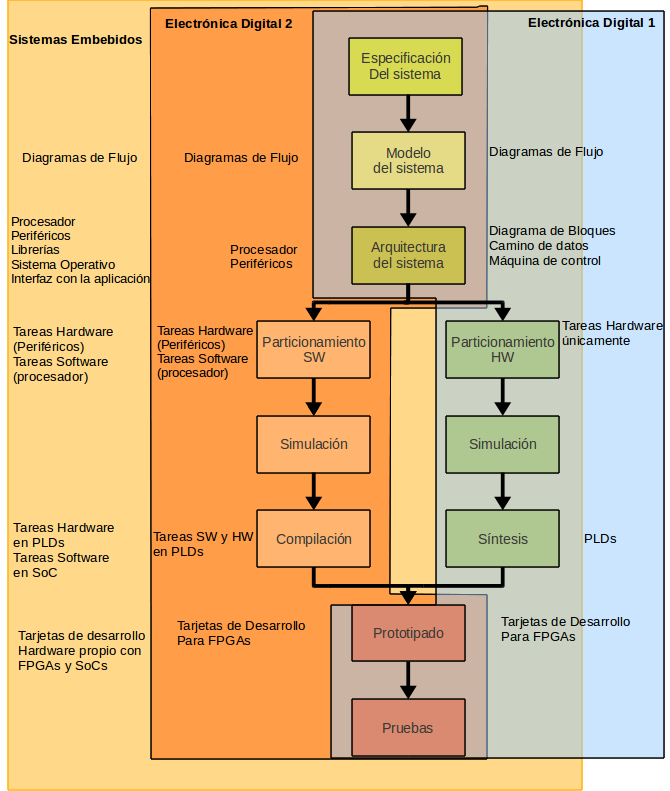 Sistemas Embebidos
Electrónica Digital 2
Electrónica Digital 1
Especificación
Del sistema
Diagramas de Flujo
Diagramas de Flujo
Modelo
del sistema
Diagramas de Flujo
Procesador
Periféricos
Librerías
Sistema Operativo
Interfaz con la aplicación
Procesador
Periféricos
Arquitectura
del sistema
Diagrama de Bloques
Camino de datos
Máquina de control
Tareas Hardware
(Periféricos)
Tareas Software
(procesador)
Tareas Hardware
(Periféricos)
Tareas Software
(procesador)
Particionamiento
SW
Particionamiento
HW
Tareas Hardware
únicamente
Simulación
Simulación
Tareas Hardware
en PLDs
Tareas Software
en SoC
Tareas SW y HW
en PLDs
Compilación
Síntesis
PLDs
Tarjetas de desarrollo
Hardware propio con
FPGAs y SoCs
Tarjetas de Desarrollo
Para FPGAs
Prototipado
Tarjetas de Desarrollo
Para FPGAs
Pruebas